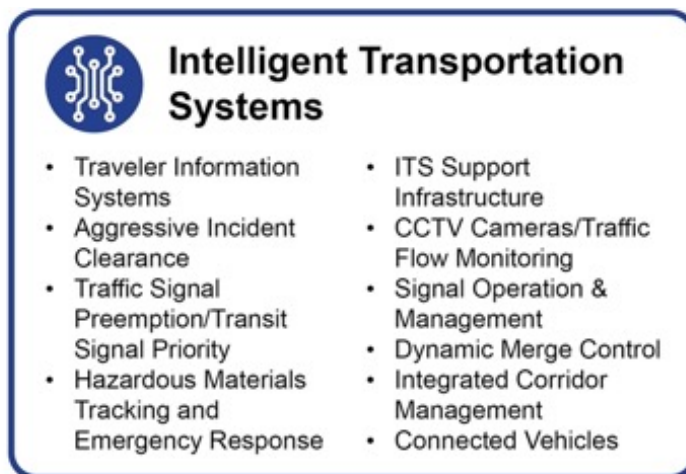 Intelligent Transportation
Systems
• Traveler Information
Systems
• Aggressive Incident
Clearance
• Traffic Signal
Preemption/Transit
Signal Priority
• Hazardous Materials
Tracking and
Emergency Response
• ITS Support
Infrastructure
• CCTV Cameras/Traffic
Flow Monitoring
• Signal Operation &
Management
• Dynamic Merge Control
• Integrated Corridor
Management
• Connected Vehicles